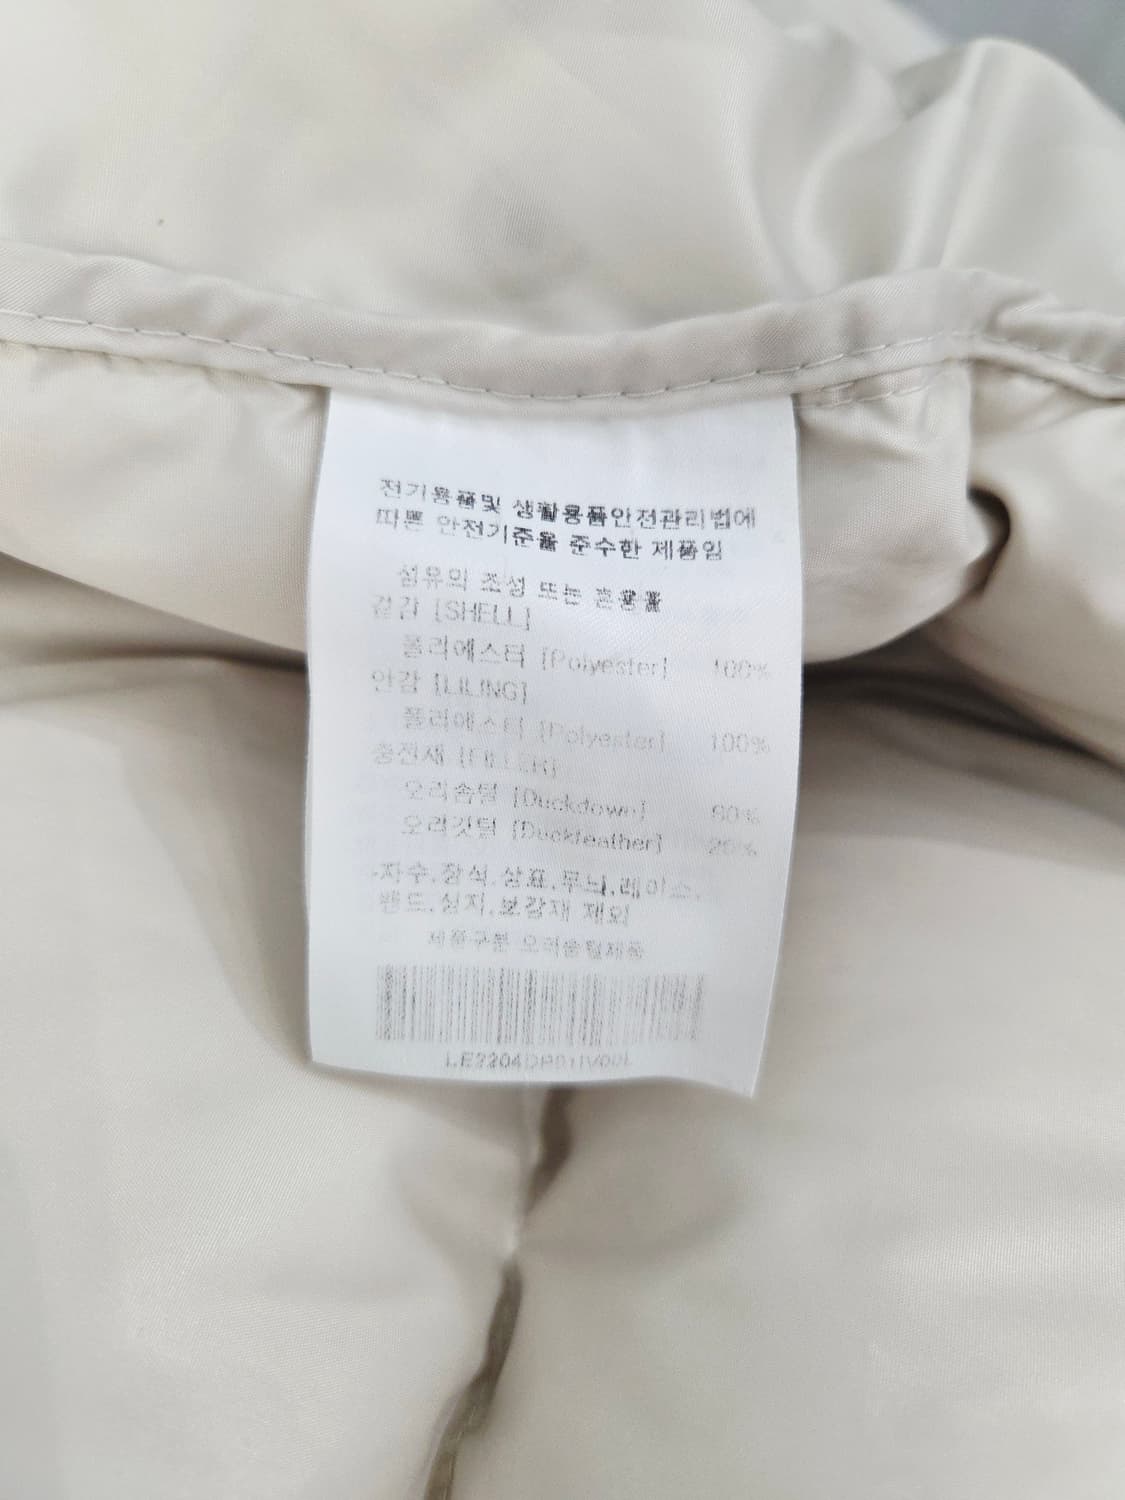 전기용품및 생활용품안전관리법에
따른 안전기준을 준수한 제품임
섬유의 조성 또는 혼용율
겉감 [SHELL]
폴리에스터 [Polyester] 100%
안감 [LILING]
폴리에스터 [Polyester] 100%
충전재 [FILLER]
오리솜털 [Duckdown] 80%
오리깃털 [Duckfeather] 20%
.자수.장식.상표.무늬.레이스.
밴드.심지.보강재 제외
제품구분 오리솜털제품